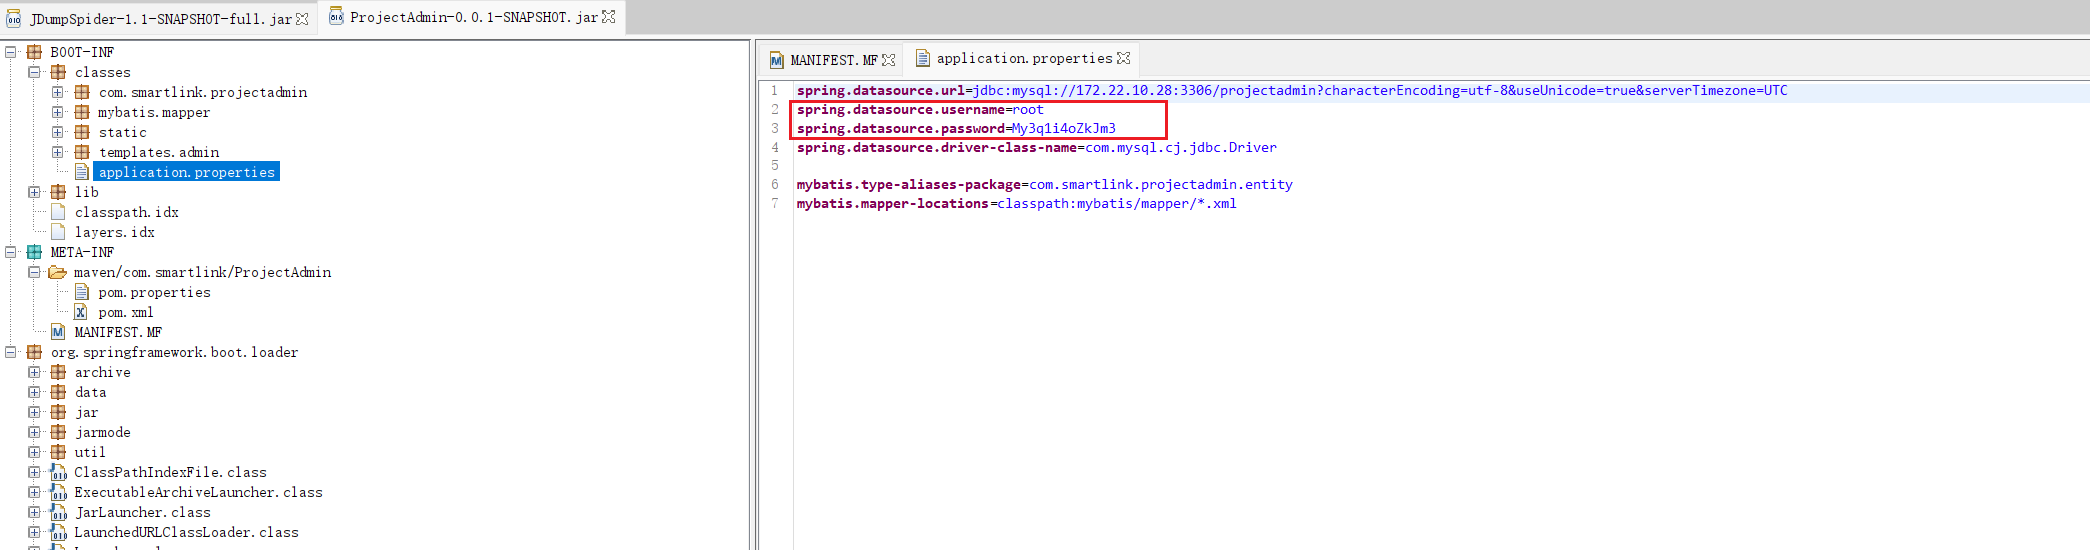 JDumpSpider-1.1-SNAPSHOT-full.jar
ProjectAdmin-0.0.1-SNAPSHOT.jar
BOOT-INF
classes
com.smartlink.projectadmin
mybatis.mapper
static
templates.admin
application.properties
lib
classpath.idx
layers.idx
META-INF
maven/com.smartlink/ProjectAdmin
pom.properties
pom.xml
MANIFEST.MF
org.springframework.boot.loader
archive
data
jar
jarmode
util
ClassPathIndexFile.class
ExecutableArchiveLauncher.class
JarLauncher.class
LaunchedURLClassLoader.class
MANIFEST.MF
application.properties
1 spring.datasource.url=jdbc:mysql://172.22.10.28:3306/projectadmin?characterEncoding=utf-8&useUnicode=true&serverTimezone=UTC
2 spring.datasource.username=root
3 spring.datasource.password=My3q1i4oZkJm3
4 spring.datasource.driver-class-name=com.mysql.cj.jdbc.Driver
5
6 mybatis.type-aliases-package=com.smartlink.projectadmin.entity
7 mybatis.mapper-locations=classpath:mybatis/mapper/*.xml